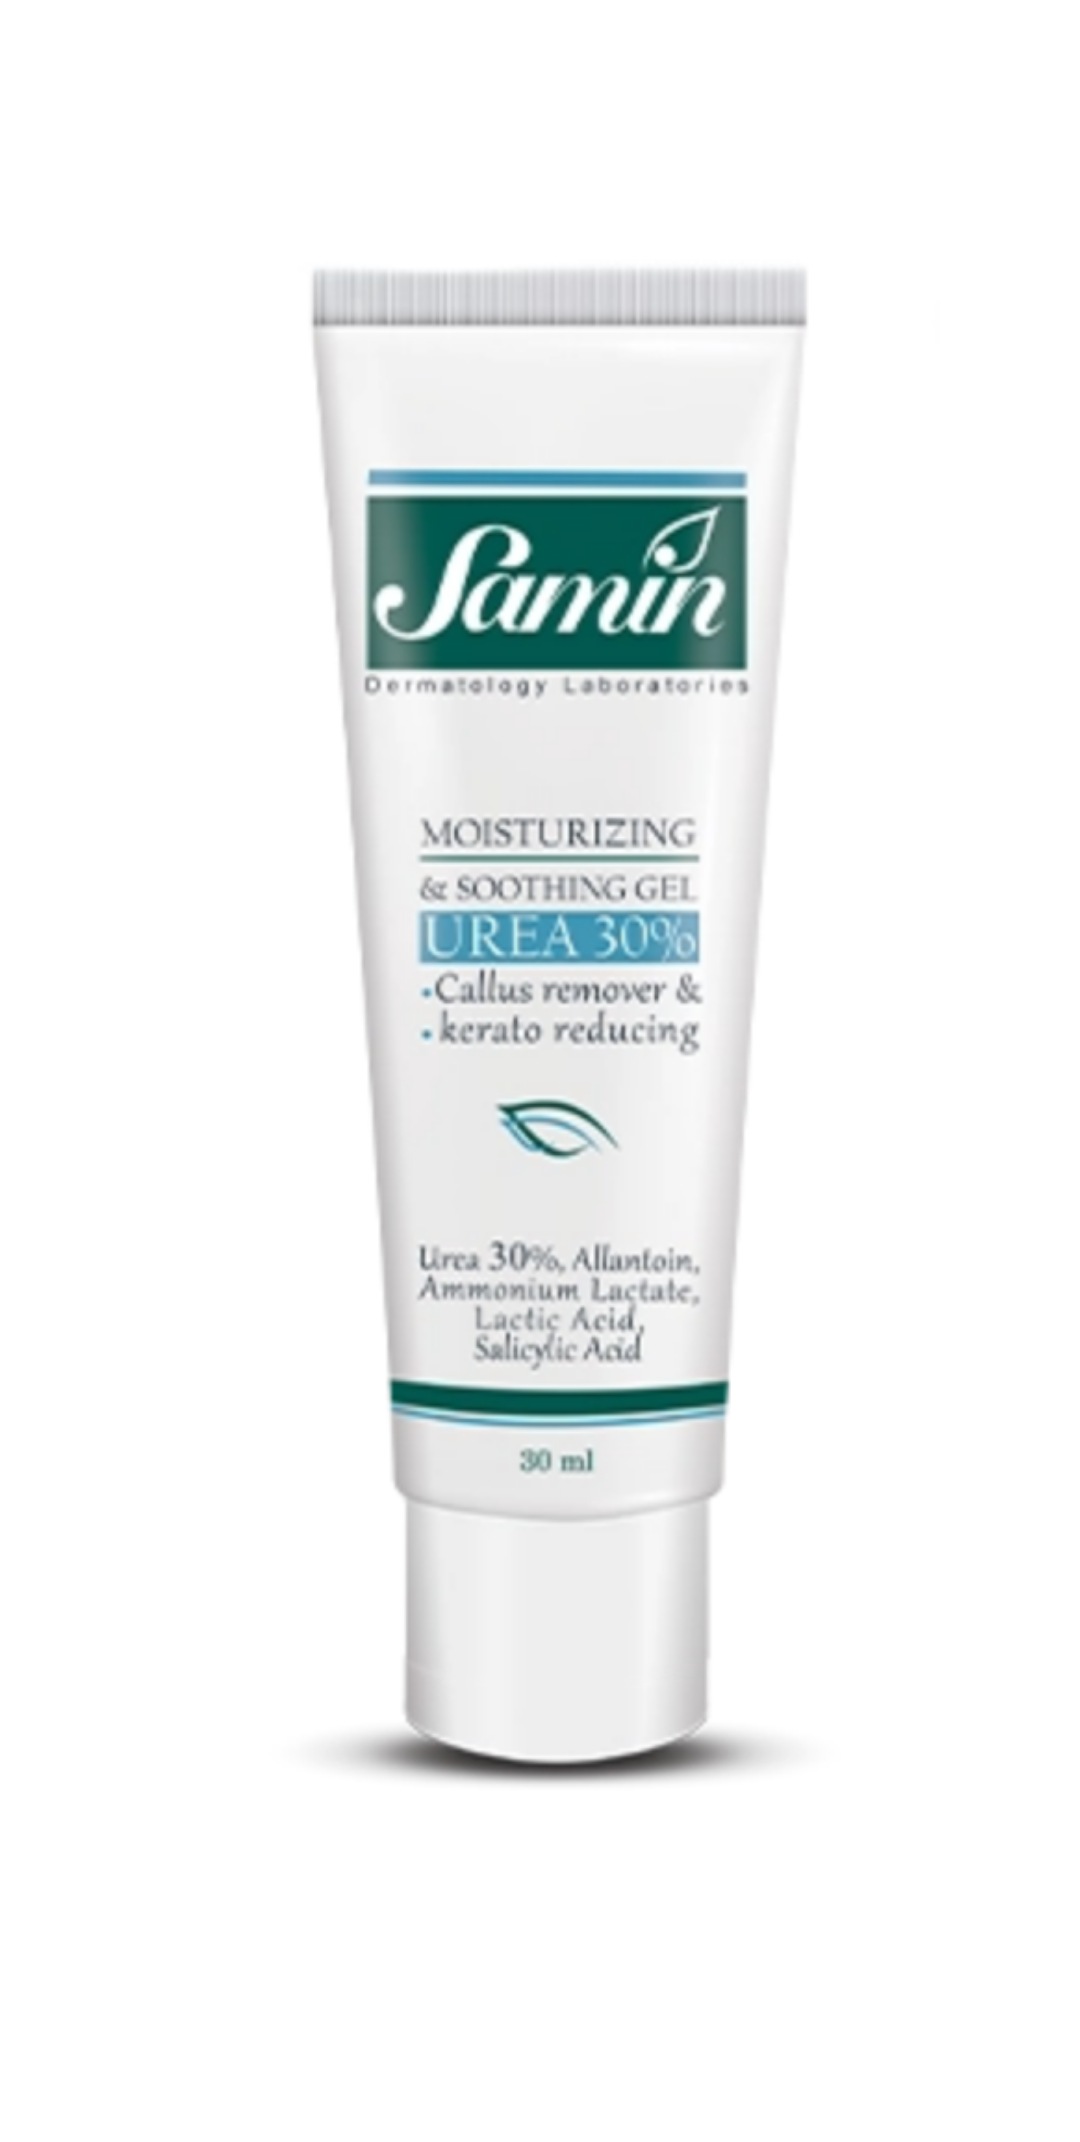 Samin
Dermatology Laboratories
MOISTURIZING
& SOOTHING GEL
UREA 30%
•Callus remover &
•kerato reducing
Urea 30%, Allantoin,
Ammonium Lactate,
Lactic Acid,
Salicylic Acid
30 ml